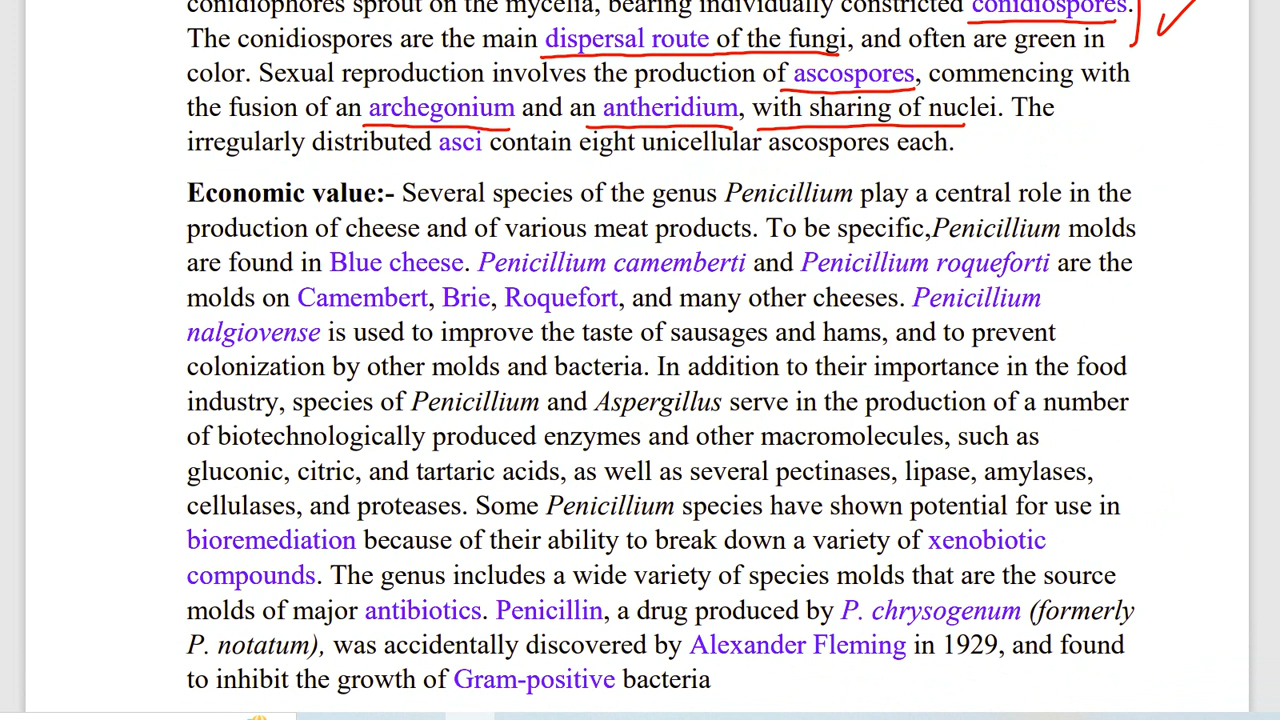 conidiophores sprout on the mycelia, bearing individually constricted conidiospores.
The conidiospores are the main dispersal route of the fungi, and often are green in
color. Sexual reproduction involves the production of ascospores, commencing with
the fusion of an archegonium and an antheridium, with sharing of nuclei. The
irregularly distributed asci contain eight unicellular ascospores each.
Economic value:- Several species of the genus Penicillium play a central role in the
production of cheese and of various meat products. To be specific,Penicillium molds
are found in Blue cheese. Penicillium camemberti and Penicillium roqueforti are the
molds on Camembert, Brie, Roquefort, and many other cheeses. Penicillium
nalgiovense is used to improve the taste of sausages and hams, and to prevent
colonization by other molds and bacteria. In addition to their importance in the food
industry, species of Penicillium and Aspergillus serve in the production of a number
of biotechnologically produced enzymes and other macromolecules, such as
gluconic, citric, and tartaric acids, as well as several pectinases, lipase, amylases,
cellulases, and proteases. Some Penicillium species have shown potential for use in
bioremediation because of their ability to break down a variety of xenobiotic
compounds. The genus includes a wide variety of species molds that are the source
molds of major antibiotics. Penicillin, a drug produced by P. chrysogenum (formerly
P. notatum), was accidentally discovered by Alexander Fleming in 1929, and found
to inhibit the growth of Gram-positive bacteria